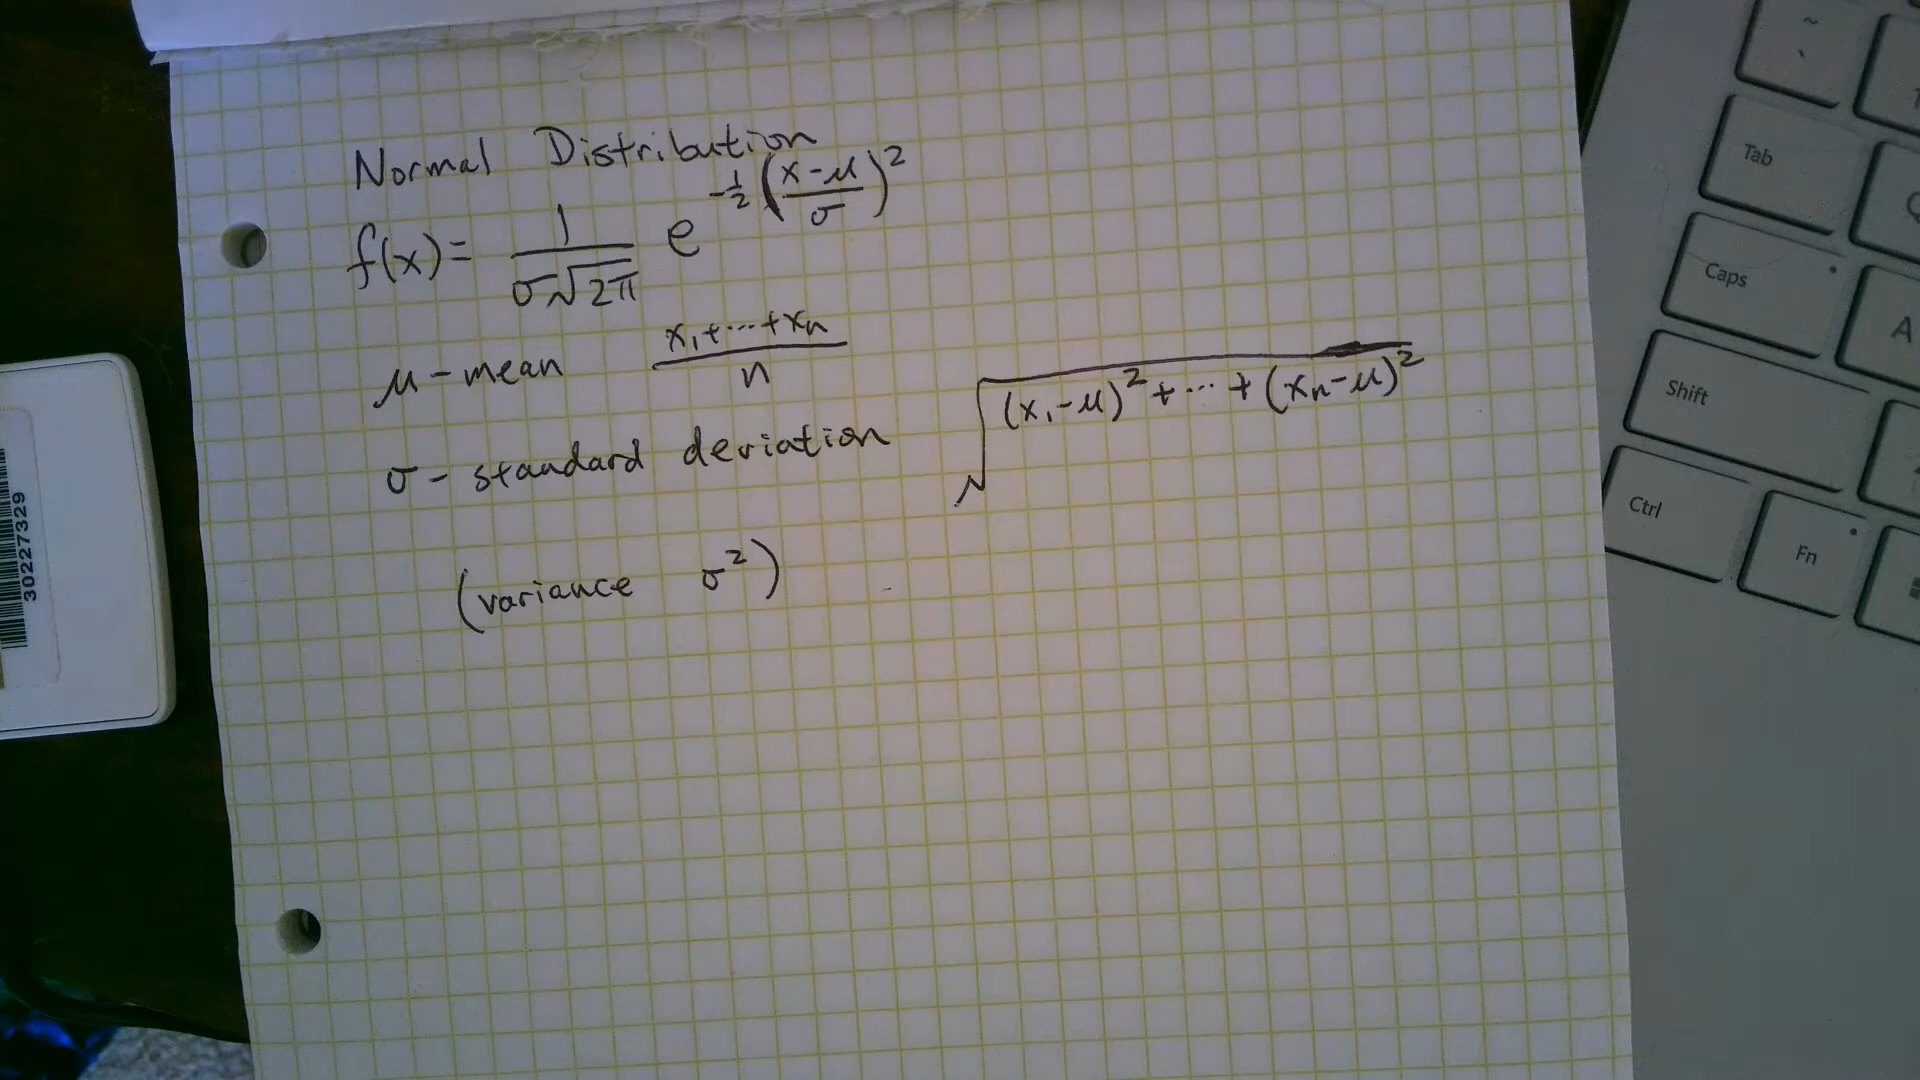 Normal Distribution
f(x) = 1/(σ√2π) e^(-1/2 ((x-μ)/σ)^2)
μ - mean (x₁+⋯+xₙ)/n
σ - standard deviation √((x₁-μ)²+⋯+(xₙ-μ)²)
(variance σ²)
30227329
~
`
Tab
Q
Caps
A
Shift
Ctrl
Fn